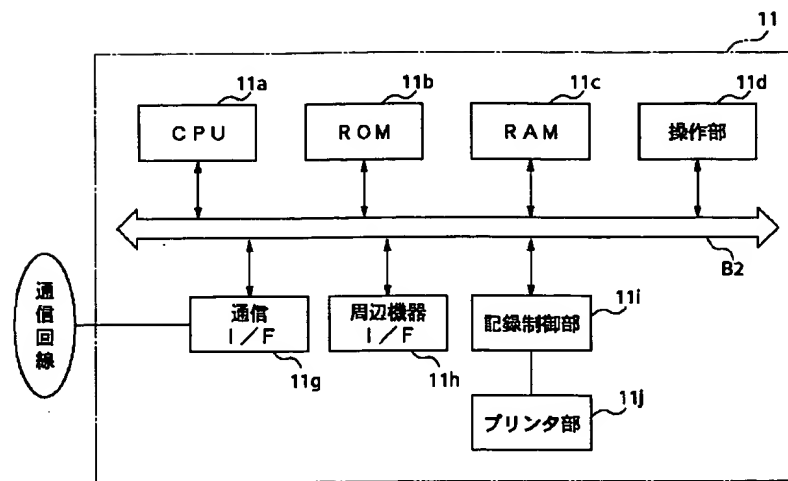 11
11a
11b
11c
11d
CPU
ROM
RAM
操作部
B2
通信回線
通信
I/F
周辺機器
I/F
11i
記録制御部
11g
11h
11j
プリンタ部